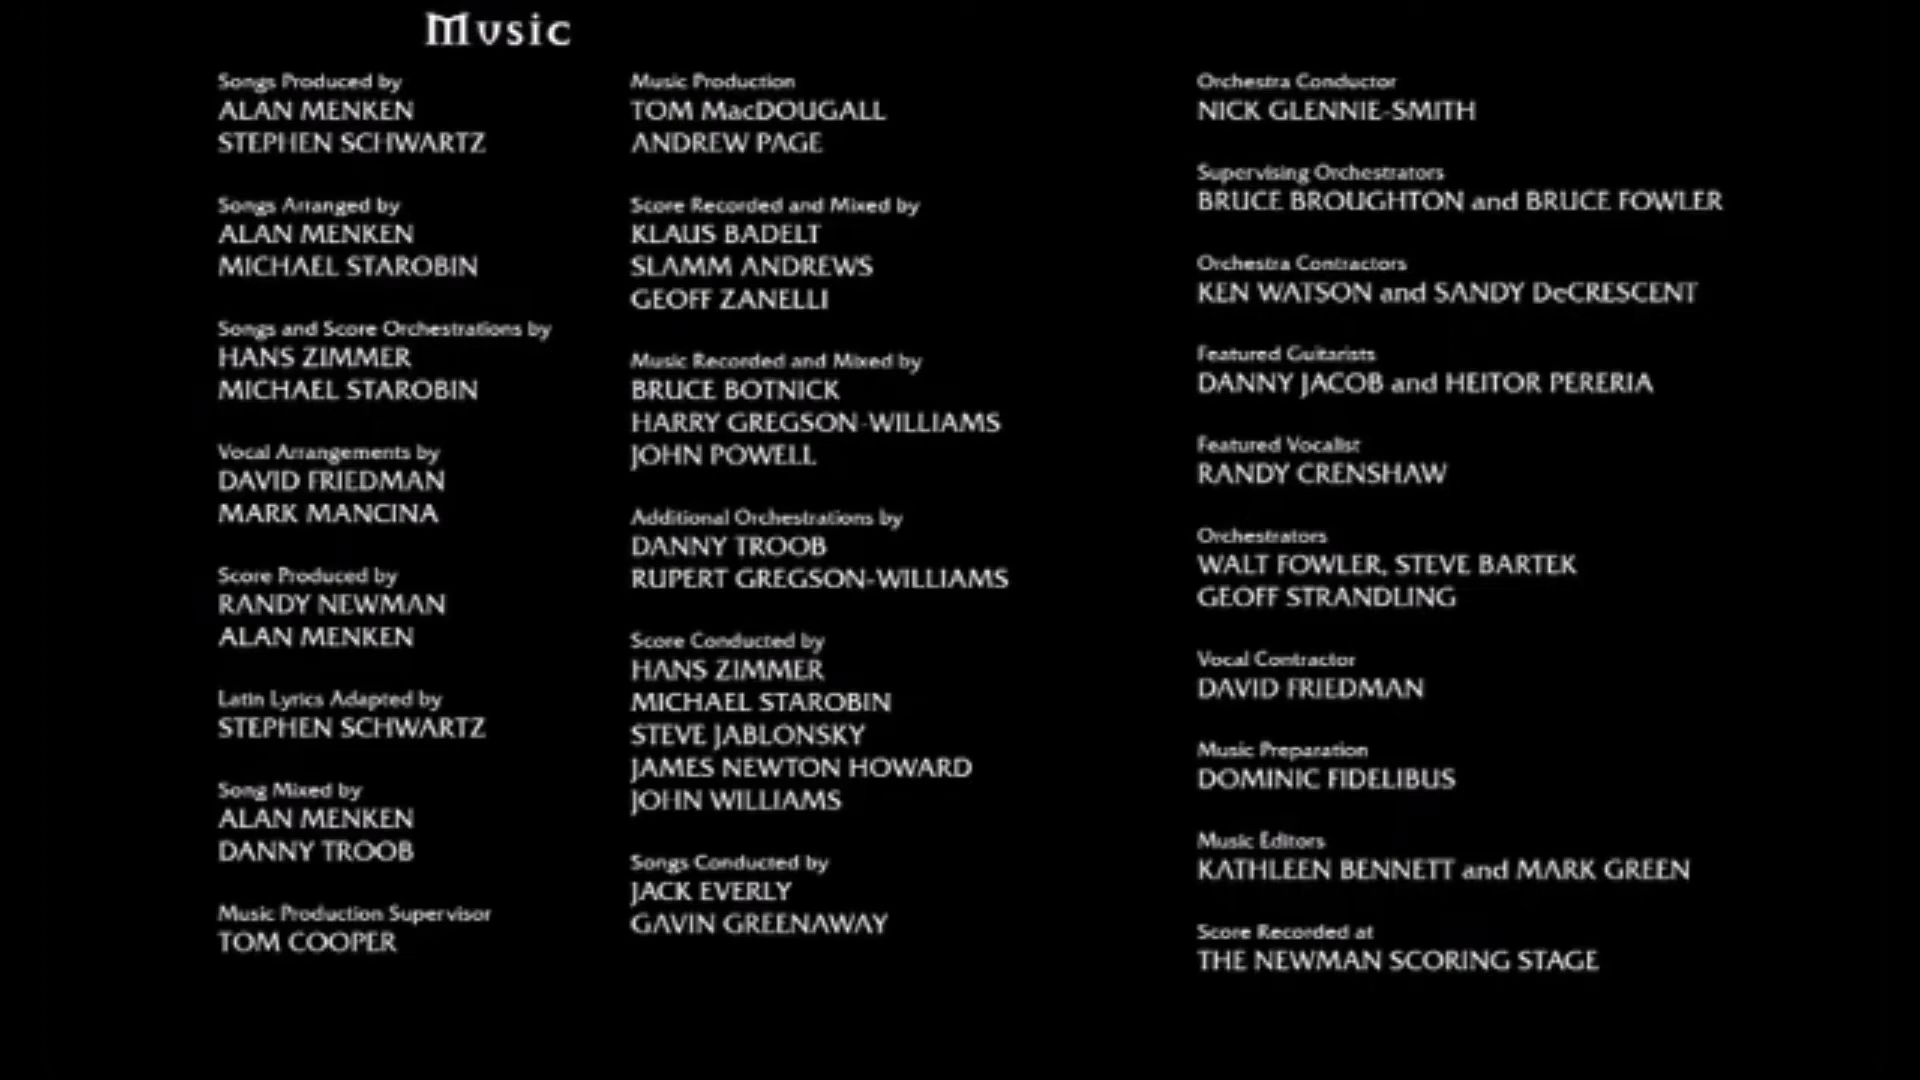 Music
Songs Produced by
ALAN MENKEN
STEPHEN SCHWARTZ
Songs Arranged by
ALAN MENKEN
MICHAEL STAROBIN
Songs and Score Orchestrations by
HANS ZIMMER
MICHAEL STAROBIN
Vocal Arrangements by
DAVID FRIEDMAN
MARK MANCINA
Score Produced by
RANDY NEWMAN
ALAN MENKEN
Latin Lyrics Adapted by
STEPHEN SCHWARTZ
Song Mixed by
ALAN MENKEN
DANNY TROOB
Music Production Supervisor
TOM COOPER
Music Production
TOM MacDOUGALL
ANDREW PAGE
Score Recorded and Mixed by
KLAUS BADELT
SLAMM ANDREWS
GEOFF ZANELLI
Music Recorded and Mixed by
BRUCE BOTNICK
HARRY GREGSON-WILLIAMS
JOHN POWELL
Additional Orchestrations by
DANNY TROOB
RUPERT GREGSON-WILLIAMS
Score Conducted by
HANS ZIMMER
MICHAEL STAROBIN
STEVE JABLONSKY
JAMES NEWTON HOWARD
JOHN WILLIAMS
Songs Conducted by
JACK EVERLY
GAVIN GREENAWAY
Orchestra Conductor
NICK GLENNIE-SMITH
Supervising Orchestrators
BRUCE BROUGHTON and BRUCE FOWLER
Orchestra Contractors
KEN WATSON and SANDY DeCRESCENT
Featured Guitarists
DANNY JACOB and HEITOR PERERIA
Featured Vocalist
RANDY CRENSHAW
Orchestrators
WALT FOWLER, STEVE BARTEK
GEOFF STRANDLING
Vocal Contractor
DAVID FRIEDMAN
Music Preparation
DOMINIC FIDELIBUS
Music Editors
KATHLEEN BENNETT and MARK GREEN
Score Recorded at
THE NEWMAN SCORING STAGE